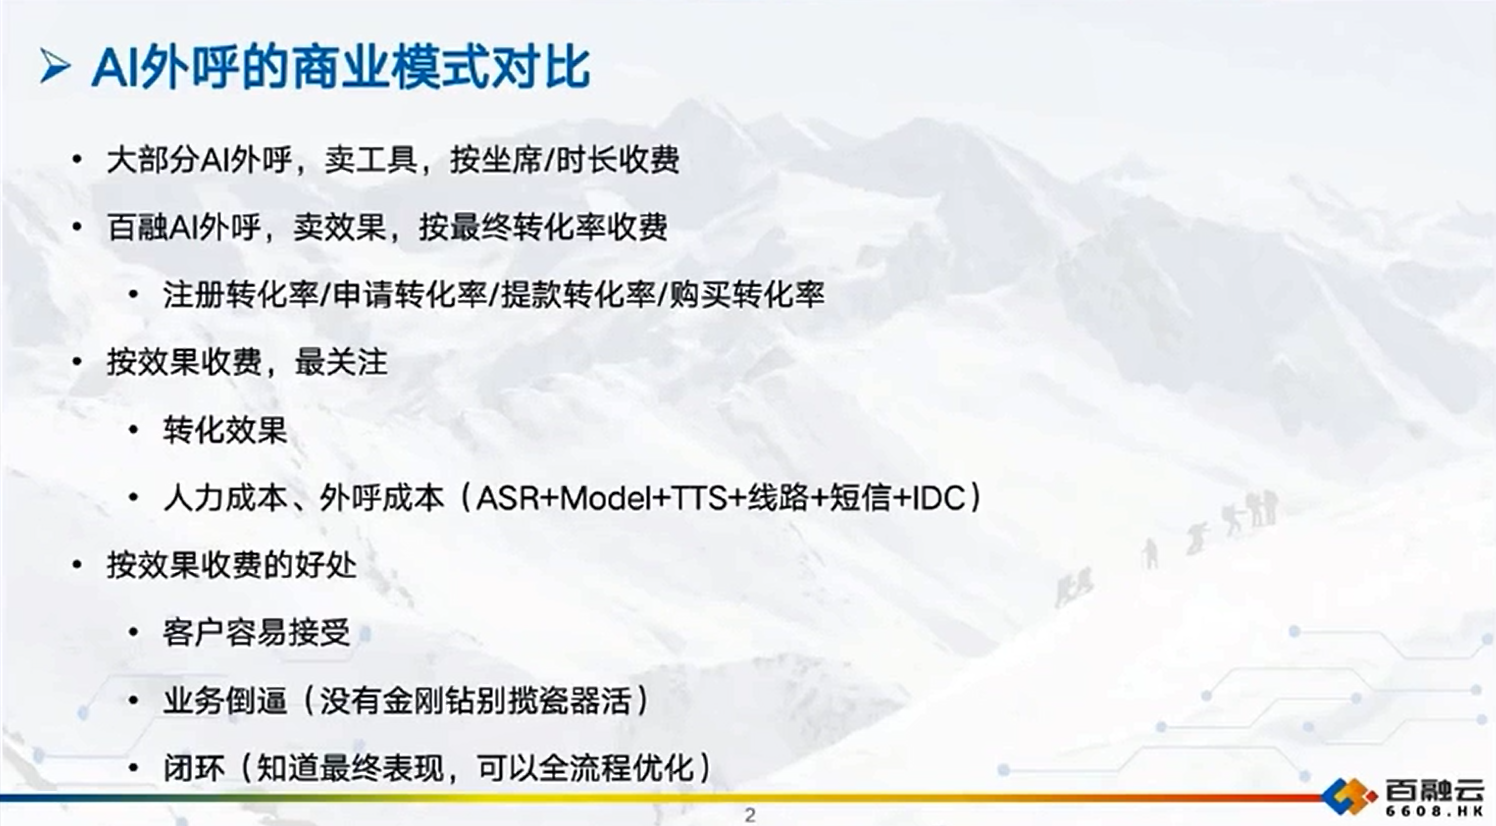 AI外呼的商业模式对比
• 大部分AI外呼，卖工具，按坐席/时长收费
• 百融AI外呼，卖效果，按最终转化率收费
• 注册转化率/申请转化率/提款转化率/购买转化率
• 按效果收费，最关注
• 转化效果
• 人力成本、外呼成本（ASR+Model+TTS+线路+短信+IDC）
• 按效果收费的好处
• 客户容易接受
• 业务倒逼（没有金刚钻别揽瓷器活）
• 闭环（知道最终表现，可以全流程优化）
百融云
6608.HK
2